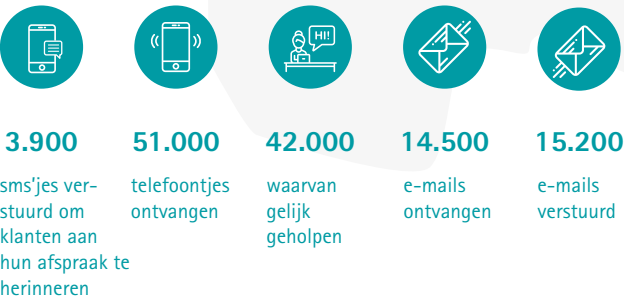 HI!
3.900
sms'jes ver-
stuurd om
klanten aan
hun afspraak te
herinneren
51.000
telefoontjes
ontvangen
42.000
waarvan
gelijk
geholpen
14.500
e-mails
ontvangen
15.200
e-mails
verstuurd